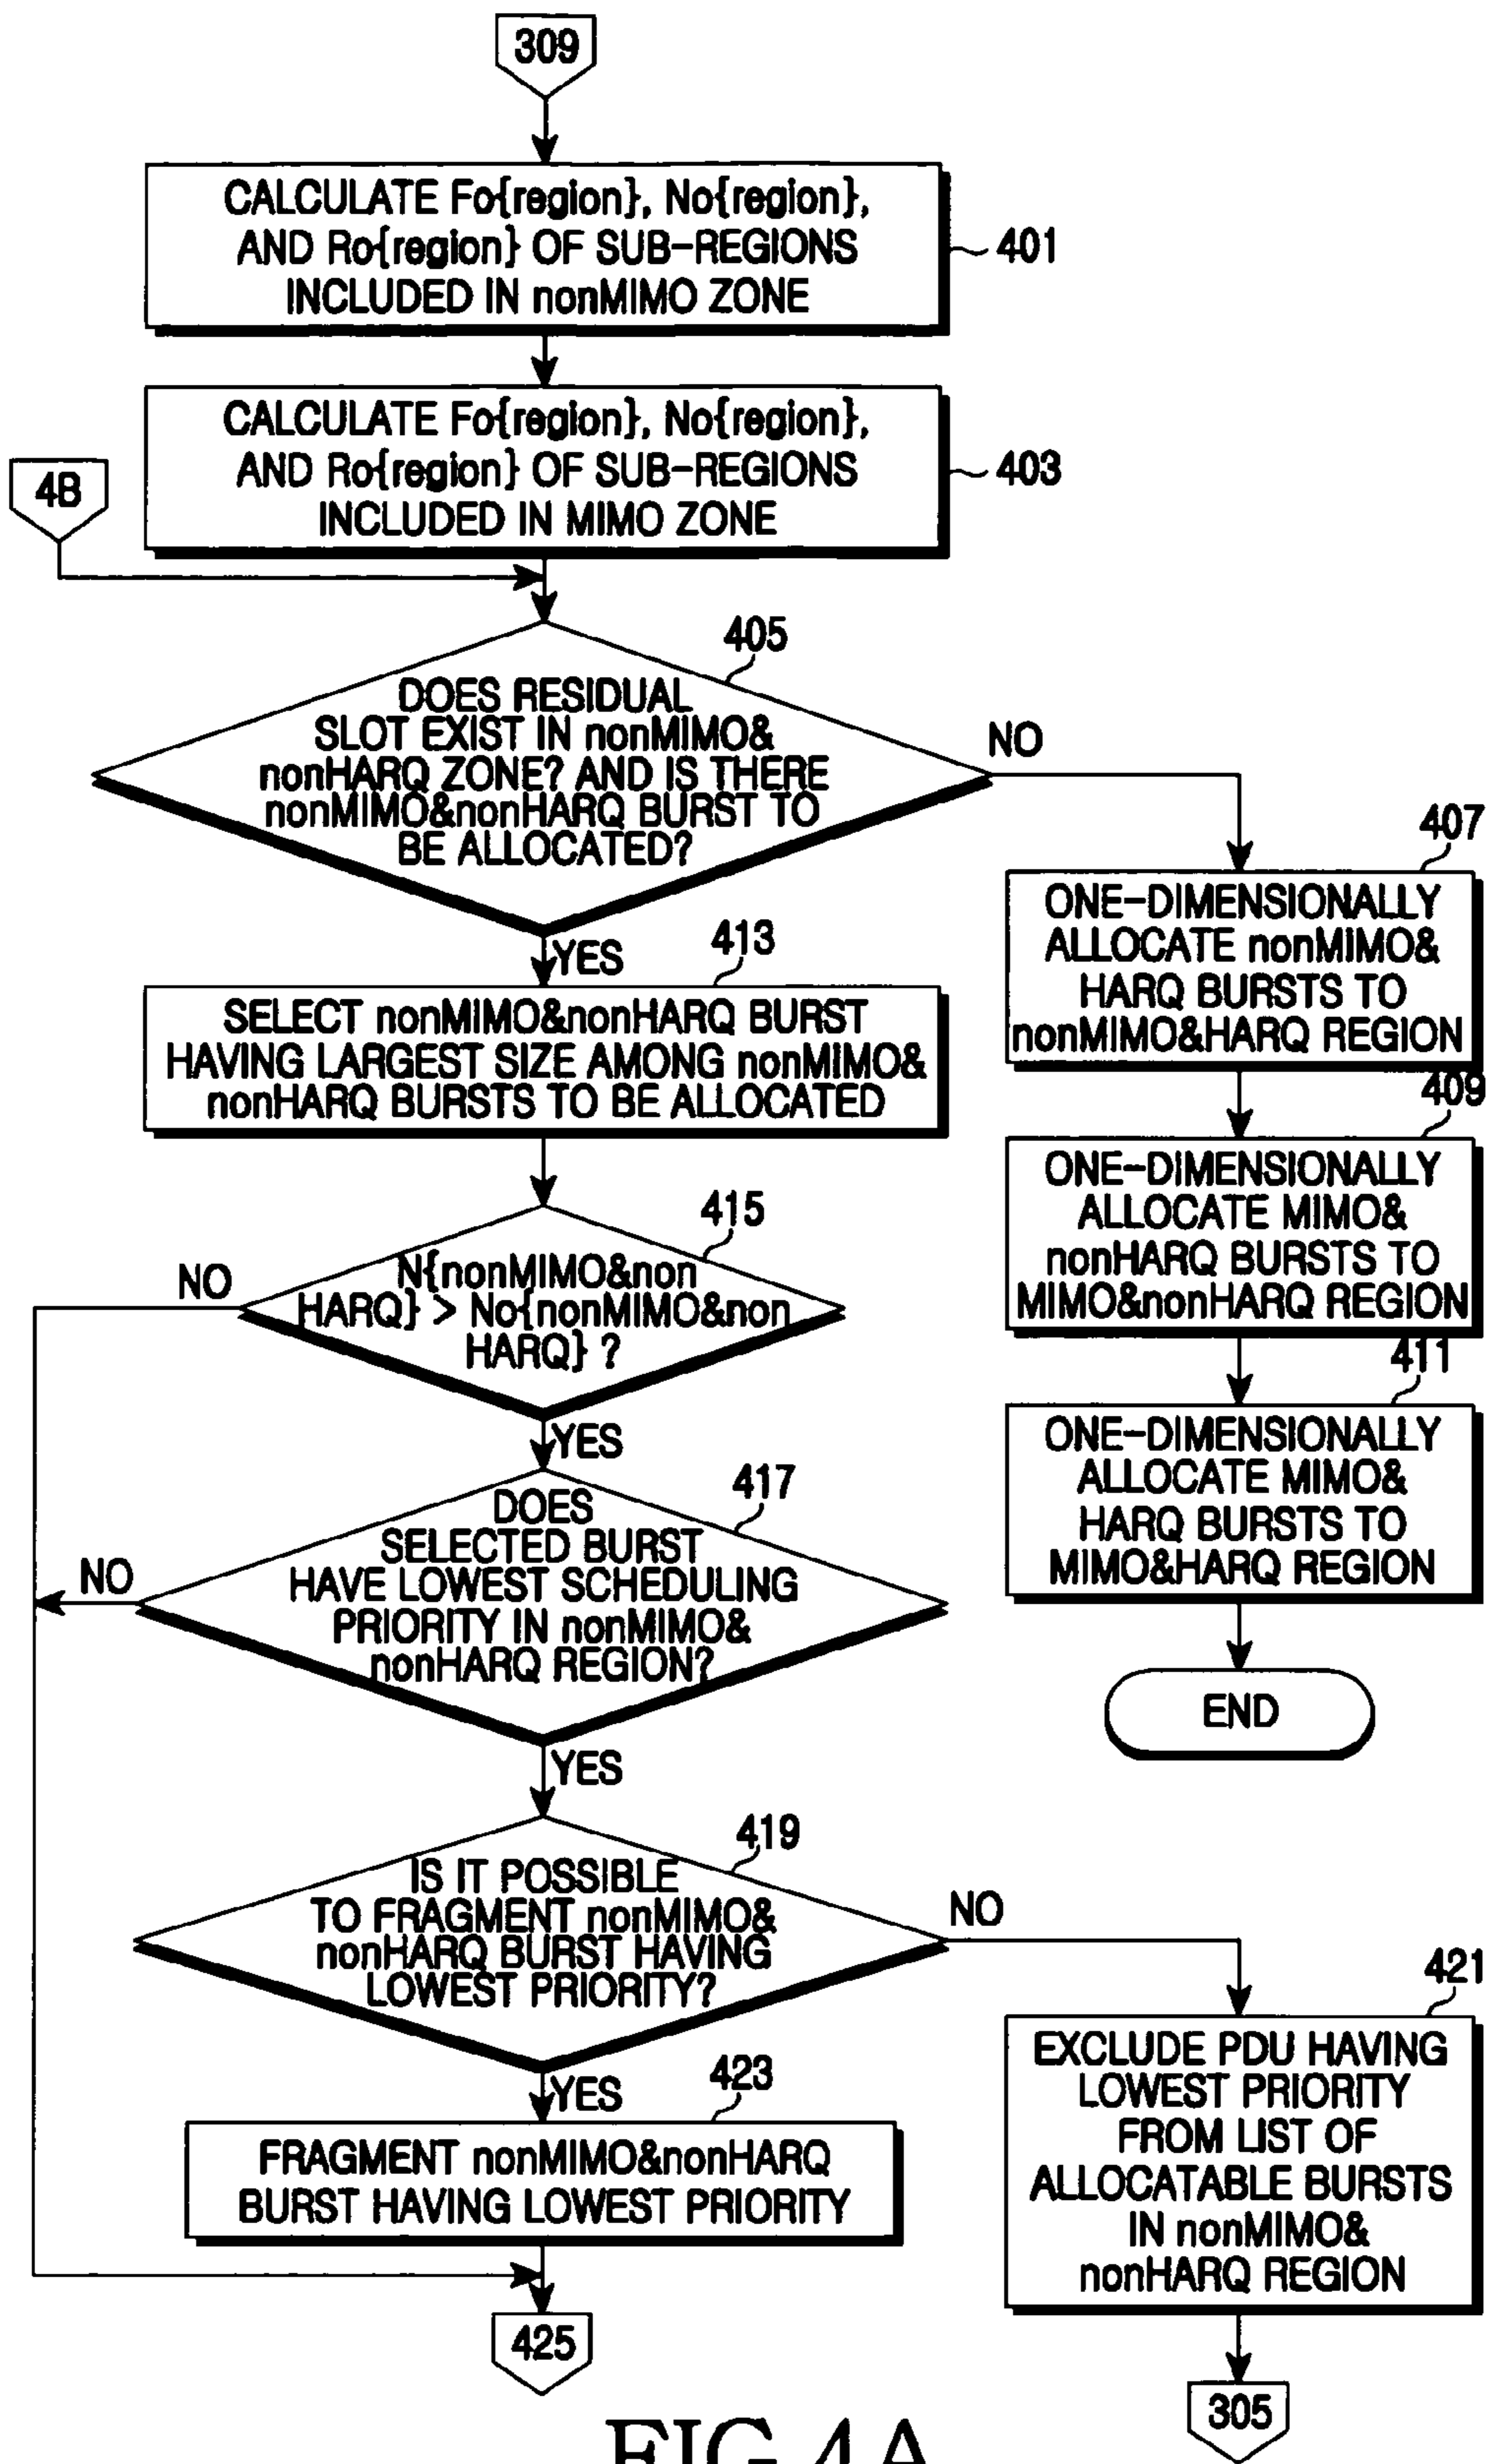 309
CALCULATE Fo{region}, No{region},
AND Ro{region} OF SUB-REGIONS
INCLUDED IN nonMIMO ZONE
401
CALCULATE Fo{region}, No{region},
AND Ro{region} OF SUB-REGIONS
INCLUDED IN MIMO ZONE
403
4B
405
DOES RESIDUAL
SLOT EXIST IN nonMIMO&
nonHARQ ZONE? AND IS THERE
nonMIMO&nonHARQ BURST TO
BE ALLOCATED?
NO
YES
407
ONE-DIMENSIONALLY
ALLOCATE nonMIMO&
HARQ BURSTS TO
nonMIMO&HARQ REGION
409
ONE-DIMENSIONALLY
ALLOCATE MIMO&
nonHARQ BURSTS TO
MIMO&nonHARQ REGION
411
ONE-DIMENSIONALLY
ALLOCATE MIMO&
HARQ BURSTS TO
MIMO&HARQ REGION
END
413
SELECT nonMIMO&nonHARQ BURST
HAVING LARGEST SIZE AMONG nonMIMO&
nonHARQ BURSTS TO BE ALLOCATED
415
N{nonMIMO&non
HARQ} > No{nonMIMO&non
HARQ} ?
NO
YES
417
DOES
SELECTED BURST
HAVE LOWEST SCHEDULING
PRIORITY IN nonMIMO&
nonHARQ REGION?
NO
YES
419
IS IT POSSIBLE
TO FRAGMENT nonMIMO&
nonHARQ BURST HAVING
LOWEST PRIORITY?
NO
YES
421
EXCLUDE PDU HAVING
LOWEST PRIORITY
FROM LIST OF
ALLOCATABLE BURSTS
IN nonMIMO&
nonHARQ REGION
305
423
FRAGMENT nonMIMO&nonHARQ
BURST HAVING LOWEST PRIORITY
425
FIG.4A